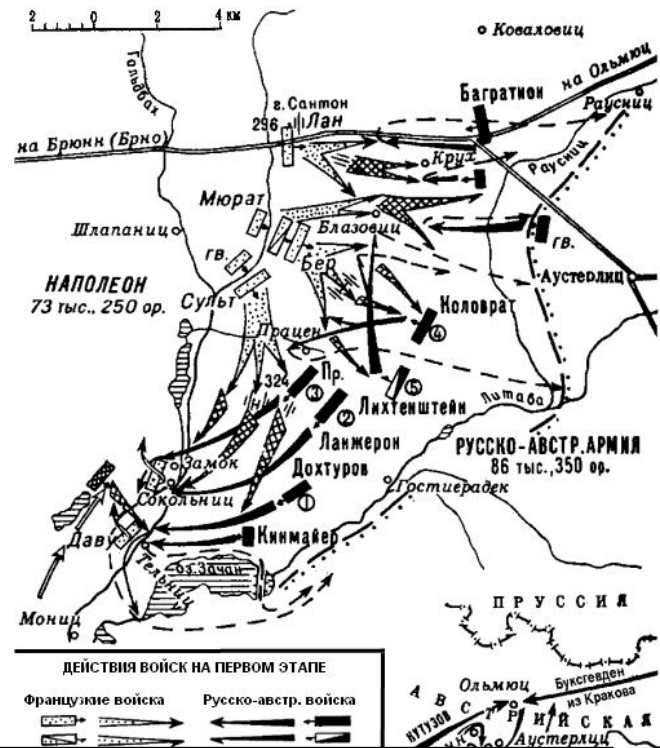 2 0 2 4 км
Коваловиц
Гольдбах
на Ольмюц
Багратион
Раусниц
г. Сантон
296 Лан
на Брюнн (Брно)
Крух
Раусниц
Мюрат
Шлапаниц
Блазовиц
гв.
гв.
Бер.
НАПОЛЕОН
73 тыс., 250 ор.
Аустерлиц
Сульт
Коловрат
Працен
④
324
Пр.
③
⑤
Литава
②
Лихтенштейн
Ланжерон
РУССКО-АВСТР. АРМИЯ
86 тыс., 350 ор.
Замок
Дохтуров
Сокольниц
Гостиерадек
①
Даву
Кинмайер
Тельниц
оз. Зачан
Мониц
ПРУССИЯ
ДЕЙСТВИЯ ВОЙСК НА ПЕРВОМ ЭТАПЕ
Французкие войска Русско-австр. войска
Ольмюц
Буксгевден
из Кракова
КУТУЗОВ
АВСТРИЙСКАЯ
Аустерлиц